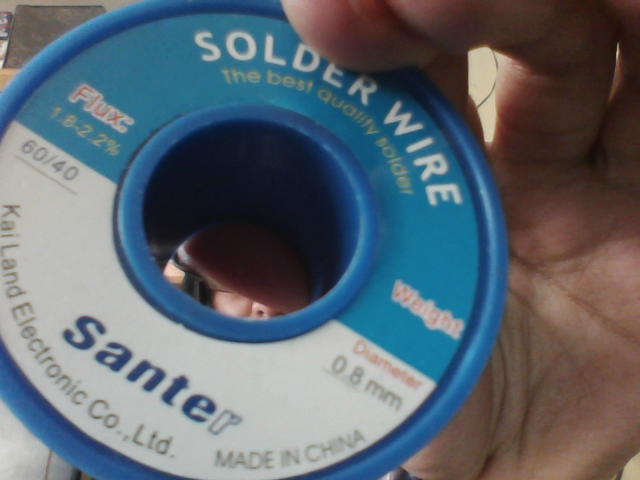 SOLDER WIRE
The best quality solder
Flux:
1.8-2.2%
60/40
Weight
Diameter
0.8 mm
Santer
Kai Land Electronic Co., Ltd.
MADE IN CHINA